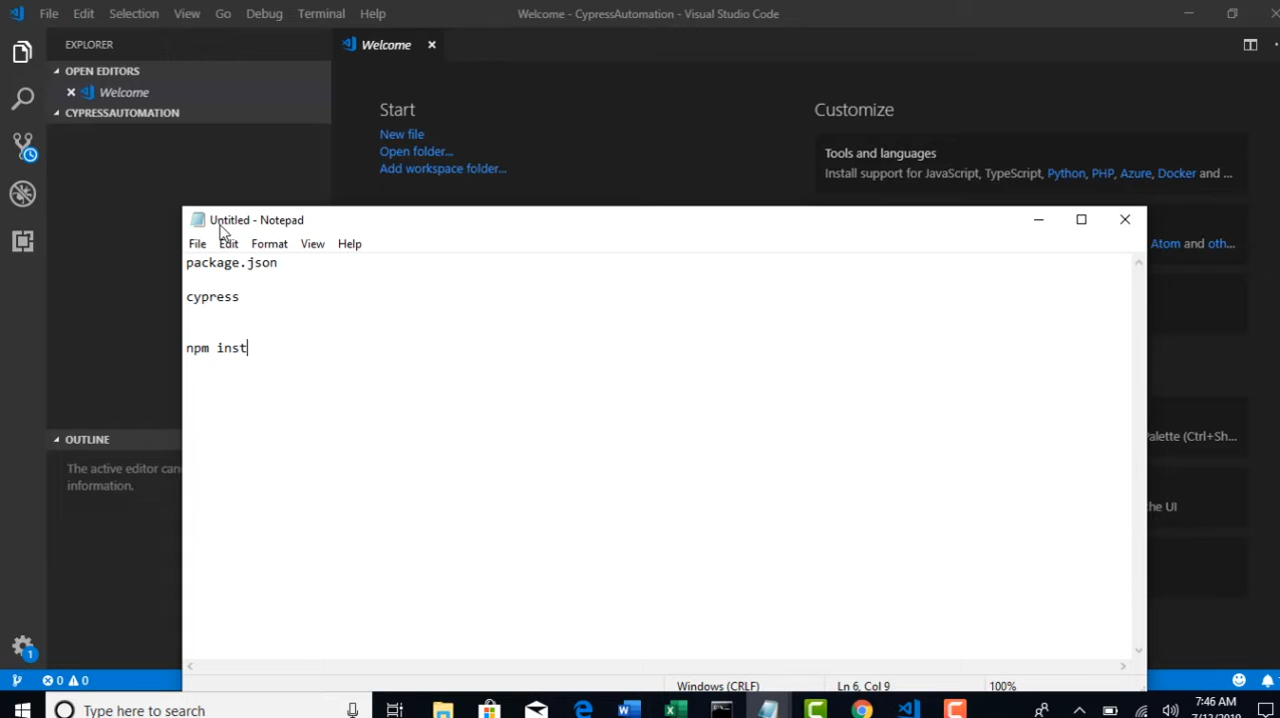 File Edit Selection View Go Debug Terminal Help
Welcome - CypressAutomation - Visual Studio Code
EXPLORER
Welcome
OPEN EDITORS
Welcome
CYPRESSAUTOMATION
Start
New file
Open folder...
Add workspace folder...
Customize
Tools and languages
Install support for JavaScript, TypeScript, Python, PHP, Azure, Docker and ...
Atom and oth...
Palette (Ctrl+Sh...
the UI
Untitled - Notepad
File Edit Format View Help
package.json
cypress
npm inst
Windows (CRLF) Ln 6, Col 9 100%
OUTLINE
The active editor can
information.
1
0 0
Type here to search
7:46 AM